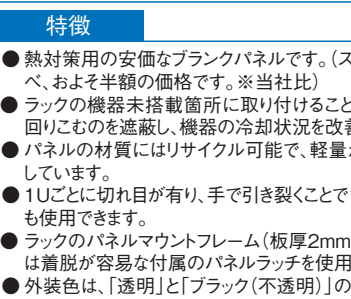 特徴
● 熱対策用の安価なブランクパネルです。(ス
べ、およそ半額の価格です。※当社比)
● ラックの機器未搭載箇所に取り付けること
回りこむのを遮蔽し、機器の冷却状況を改善
● パネルの材質にはリサイクル可能で、軽量か
しています。
● 1Uごとに切れ目が有り、手で引き裂くことで
も使用できます。
● ラックのパネルマウントフレーム(板厚2mm
は着脱が容易な付属のパネルラッチを使用
● 外装色は、「透明」と「ブラック(不透明)」の